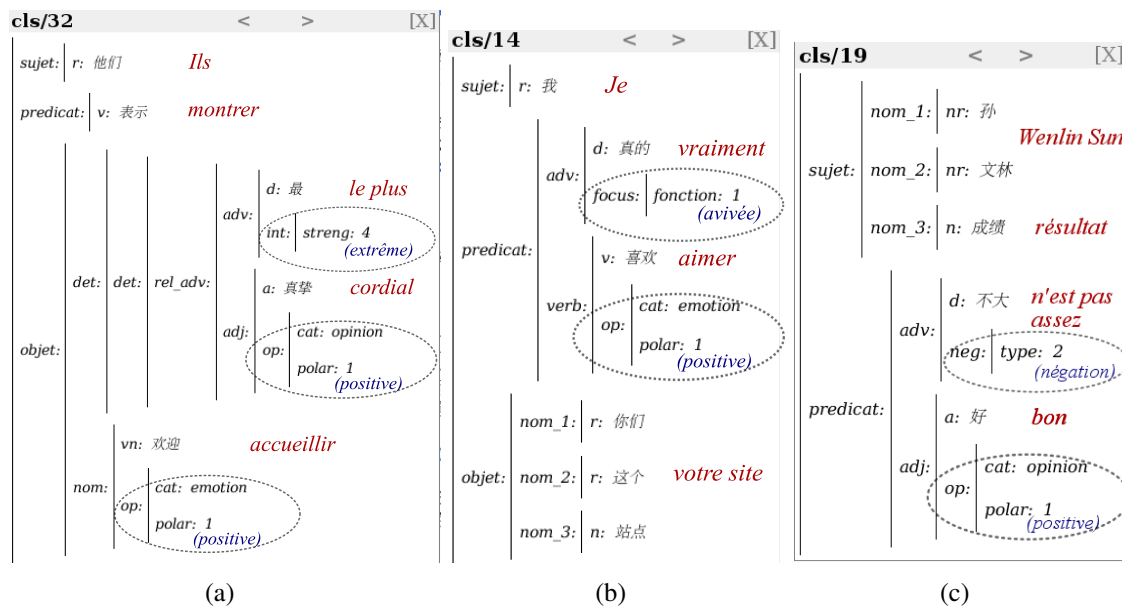 cls/32 < > [X]
sujet: r: 他们 Ils
predicat: v: 表示 montrer
d: 最 le plus
adv:
int: streng: 4
(extrême)
det: det: rel_adv:
a: 真挚 cordial
adj:
cat: opinion
op:
objet:
polar: 1
(positive)
vn: 欢迎 accueillir
nom:
cat: emotion
op:
polar: 1
(positive)
(a)
cls/14 < > [X]
sujet: r: 我 Je
d: 真的 vraiment
adv:
focus: fonction: 1
(avivée)
predicat:
v: 喜欢 aimer
verb:
cat: emotion
op:
polar: 1
(positive)
nom_1: r: 你们
objet: nom_2: r: 这个 votre site
nom_3: n: 站点
(b)
cls/19 < > [X]
nom_1: nr: 孙
Wenlin Sun
sujet: nom_2: nr: 文林
nom_3: n: 成绩 résultat
d: 不大 n'est pas
assez
adv:
neg: type: 2
(négation)
predicat:
a: 好 bon
adj:
cat: opinion
op:
polar: 1
(positive)
(c)